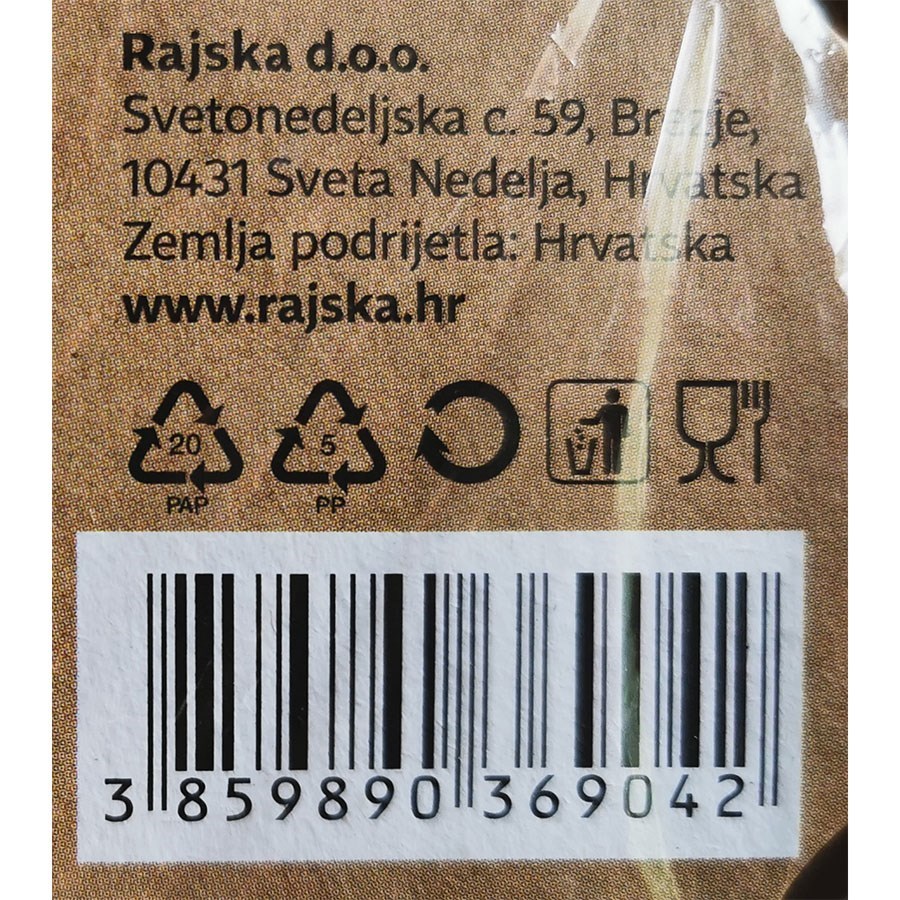 Rajska d.o.o.
Svetonedeljska c. 59, Brezje,
10431 Sveta Nedelja, Hrvatska
Zemlja podrijetla: Hrvatska
www.rajska.hr
20 5
PAP PP
3 859890 369042